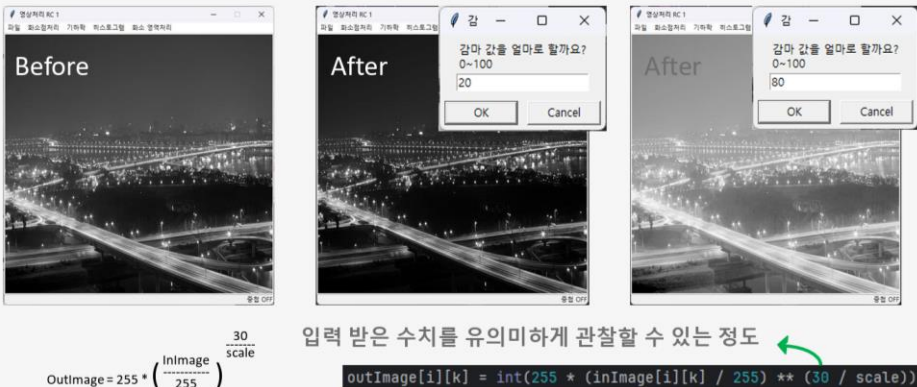 영상처리 RC 1
파일 화소점처리 기하학 히스토그램 화소 영역처리
Before
중첩 OFF
영상처리 RC 1
파일 화소점처리 기하학 히스토그램
After
감
감마 값을 얼마로 할까요?
0~100
20
OK Cancel
중첩 OFF
영상처리 RC 1
파일 화소점처리 기하학 히스토그램
After
감
감마 값을 얼마로 할까요?
0~100
80
OK Cancel
중첩 OFF
입력 받은 수치를 유의미하게 관찰할 수 있는 정도
30
scale
InImage
OutImage = 255 * ( )
255
outImage[i][k] = int(255 * (inImage[i][k] / 255) ** (30 / scale))